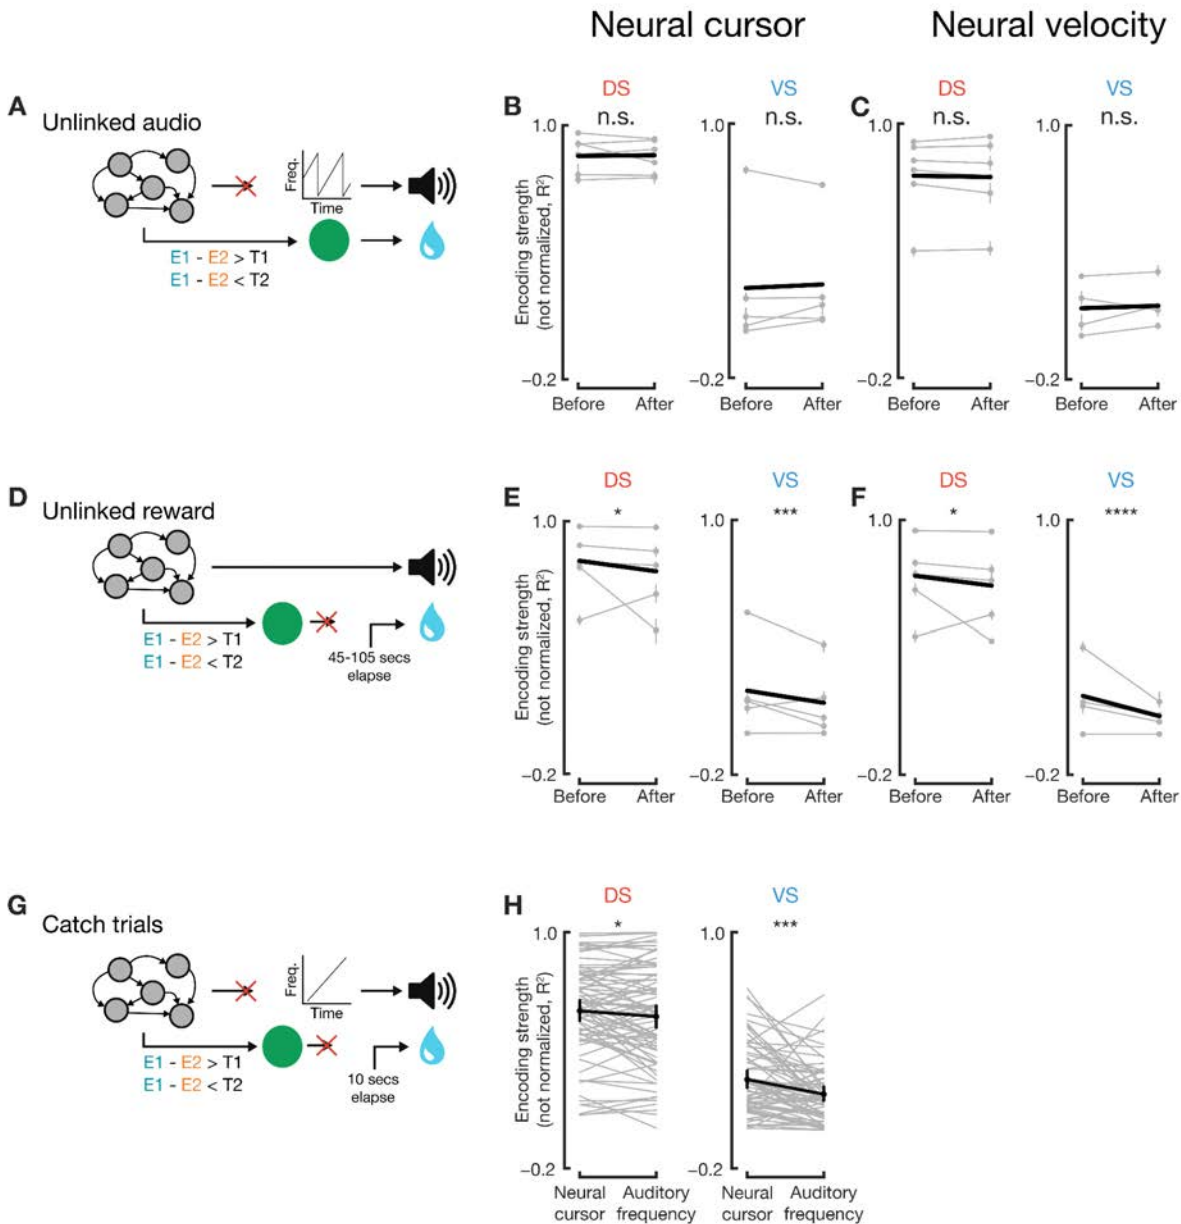 Neural cursor
Neural velocity
A
Unlinked audio
Freq.
Time
E1 - E2 > T1
E1 - E2 < T2
B
DS
n.s.
VS
n.s.
C
DS
n.s.
VS
n.s.
Encoding strength
(not normalized, R²)
1.0
−0.2
Before
After
1.0
−0.2
Before
After
1.0
−0.2
Before
After
1.0
−0.2
Before
After
D
Unlinked reward
E1 - E2 > T1
E1 - E2 < T2
45-105 secs
elapse
E
DS
*
VS
***
F
DS
*
VS
****
Encoding strength
(not normalized, R²)
1.0
−0.2
Before
After
1.0
−0.2
Before
After
1.0
−0.2
Before
After
1.0
−0.2
Before
After
G
Catch trials
Freq.
Time
E1 - E2 > T1
E1 - E2 < T2
10 secs
elapse
H
DS
*
VS
***
Encoding strength
(not normalized, R²)
1.0
−0.2
Neural
cursor
Auditory
frequency
1.0
−0.2
Neural
cursor
Auditory
frequency